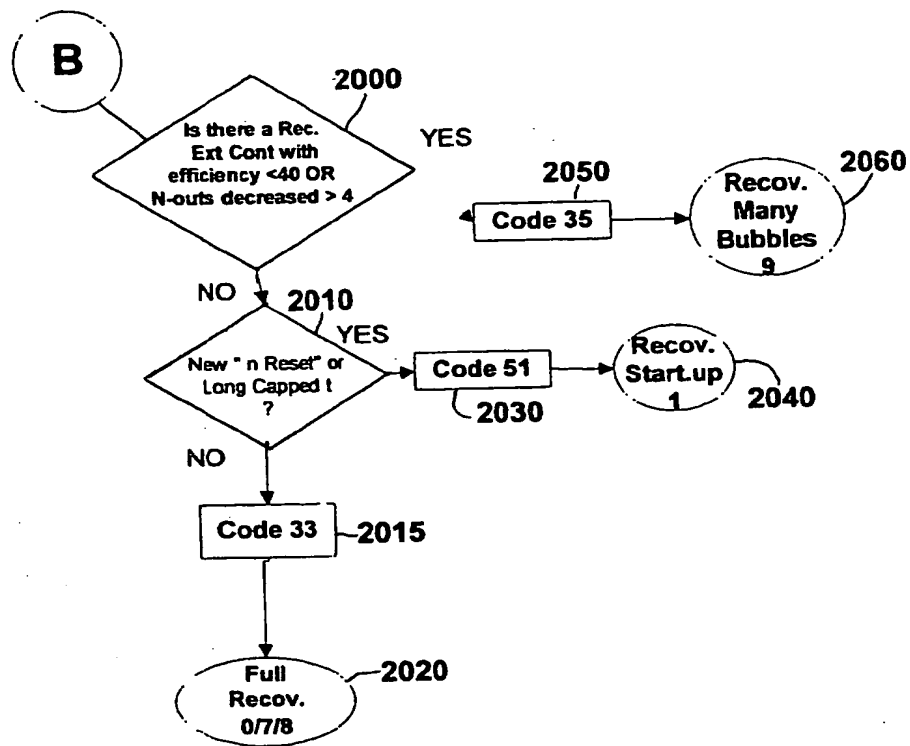 B
2000
Is there a Rec.
Ext Cont with
efficiency <40 OR
N-outs decreased > 4
YES
2050
Code 35
2060
Recov.
Many
Bubbles
9
NO
2010
YES
New " n Reset" or
Long Capped t
?
Code 51
2030
Recov.
Start.up
1
2040
NO
Code 33
2015
Full
Recov.
0/7/8
2020